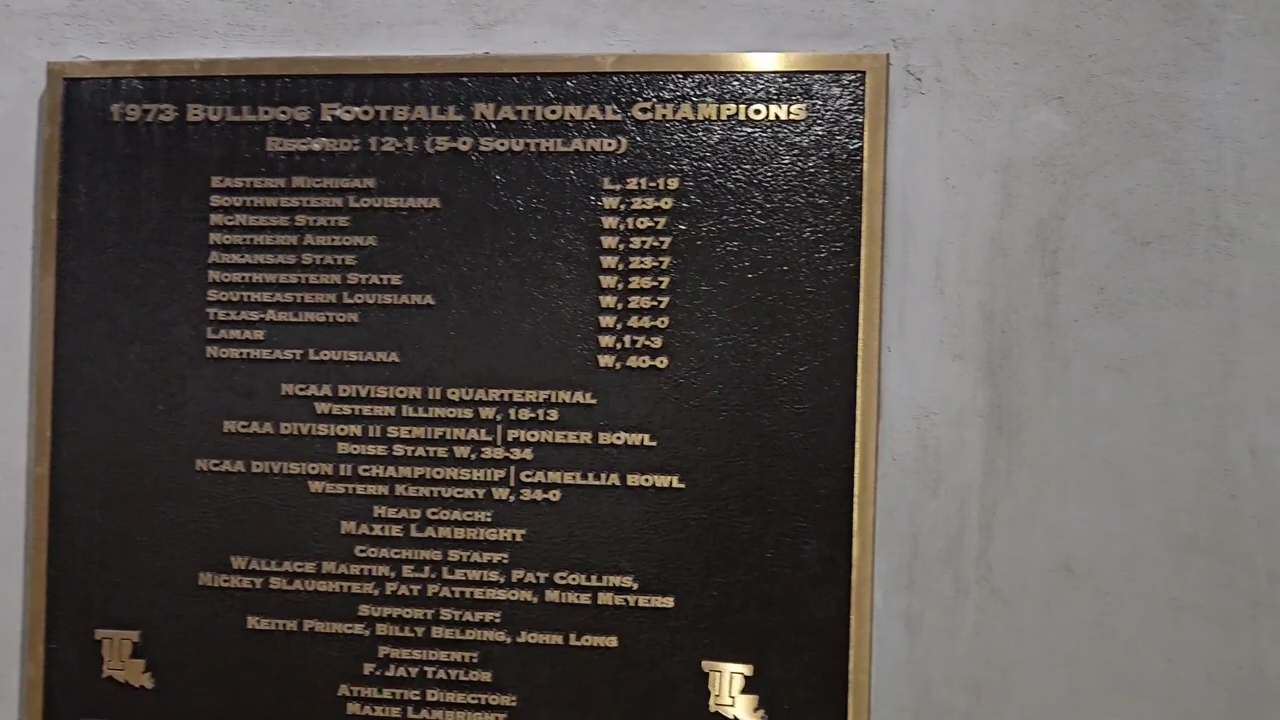 1973 BULLDOG FOOTBALL NATIONAL CHAMPIONS
RECORD: 12-1 (5-0 SOUTHLAND)
EASTERN MICHIGAN L, 21-19
SOUTHWESTERN LOUISIANA W, 23-0
MCNEESE STATE W,10-7
NORTHERN ARIZONA W, 37-7
ARKANSAS STATE W, 23-7
NORTHWESTERN STATE W, 26-7
SOUTHEASTERN LOUISIANA W, 26-7
TEXAS-ARLINGTON W, 44-0
LAMAR W,17-3
NORTHEAST LOUISIANA W, 40-0
NCAA DIVISION II QUARTERFINAL
WESTERN ILLINOIS W, 18-13
NCAA DIVISION II SEMIFINAL | PIONEER BOWL
BOISE STATE W, 38-34
NCAA DIVISION II CHAMPIONSHIP | CAMELLIA BOWL
WESTERN KENTUCKY W, 34-0
HEAD COACH:
MAXIE LAMBRIGHT
COACHING STAFF:
WALLACE MARTIN, E.J. LEWIS, PAT COLLINS,
MICKEY SLAUGHTER, PAT PATTERSON, MIKE MEYERS
SUPPORT STAFF:
KEITH PRINCE, BILLY BELDING, JOHN LONG
PRESIDENT:
F. JAY TAYLOR
ATHLETIC DIRECTOR:
MAXIE LAMBRIGHT